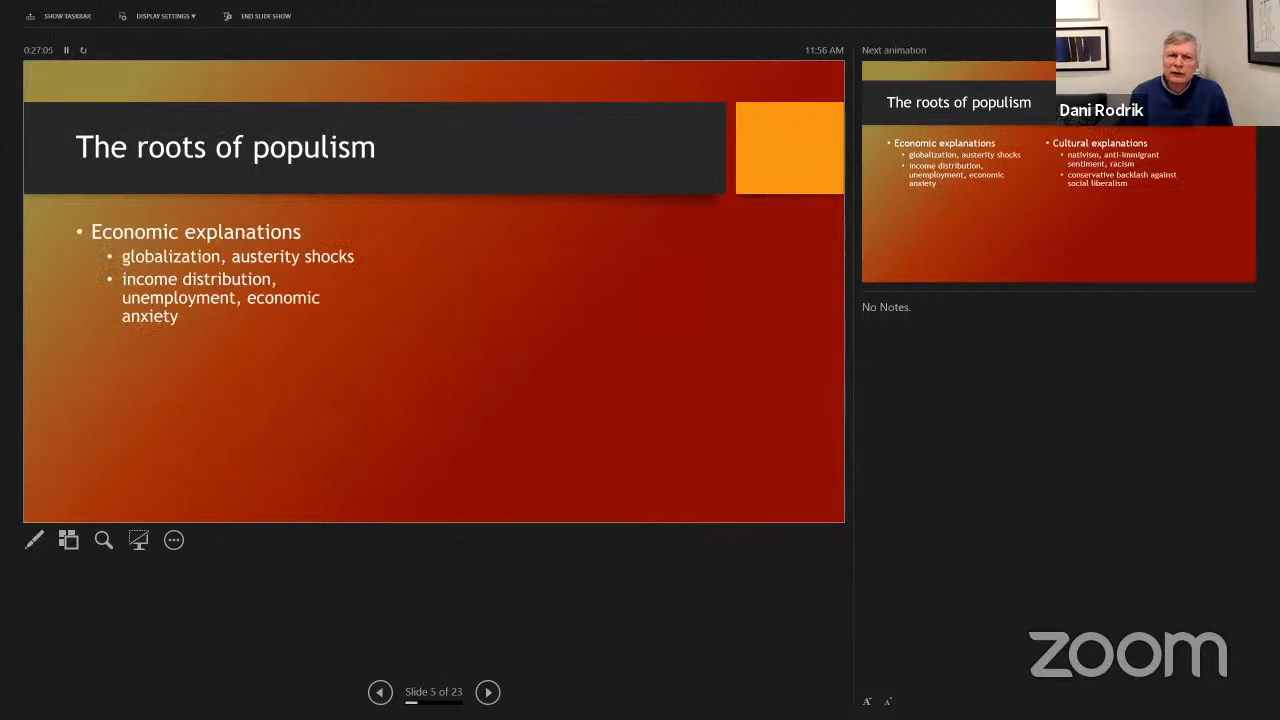 SHOW TASKBAR
DISPLAY SETTINGS ▾
END SLIDE SHOW
0:27:05
11:56 AM
The roots of populism
• Economic explanations
• globalization, austerity shocks
• income distribution,
unemployment, economic
anxiety
Next animation
The roots of populism
• Economic explanations
• globalization, austerity shocks
• income distribution,
unemployment, economic
anxiety
• Cultural explanations
• nativism, anti-immigrant
sentiment, racism
• conservative backlash against
social liberalism
Dani Rodrik
No Notes.
Slide 5 of 23
A A
zoom